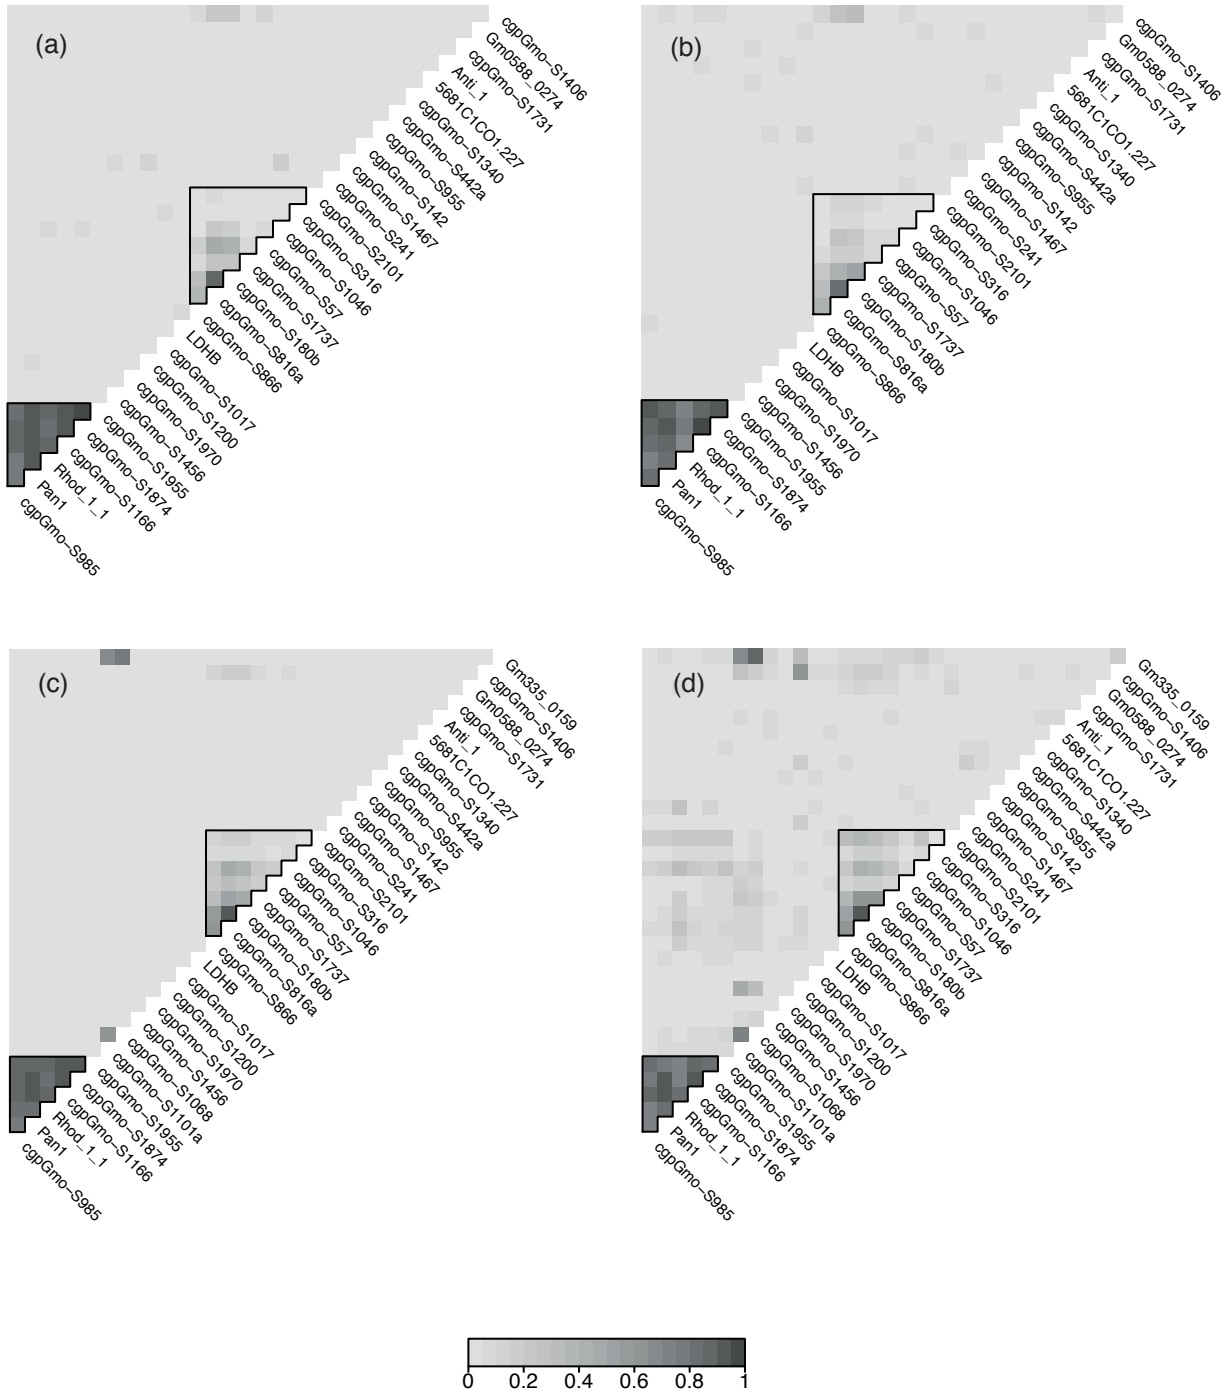 (a)
cgpGmo–S1406
Gm0588_0274
cgpGmo–S1731
Anti_1
5681C1CO1.227
cgpGmo–S1340
cgpGmo–S442a
cgpGmo–S955
cgpGmo–S142
cgpGmo–S1467
cgpGmo–S241
cgpGmo–S2101
cgpGmo–S316
cgpGmo–S1046
cgpGmo–S57
cgpGmo–S1737
cgpGmo–S180b
cgpGmo–S816a
cgpGmo–S866
LDHB
cgpGmo–S1017
cgpGmo–S1200
cgpGmo–S1970
cgpGmo–S1456
cgpGmo–S1955
cgpGmo–S1874
cgpGmo–S1166
Rhod_1_1
Pan1
cgpGmo–S985
(b)
cgpGmo–S1406
Gm0588_0274
cgpGmo–S1731
Anti_1
5681C1CO1.227
cgpGmo–S1340
cgpGmo–S442a
cgpGmo–S955
cgpGmo–S142
cgpGmo–S1467
cgpGmo–S241
cgpGmo–S2101
cgpGmo–S316
cgpGmo–S1046
cgpGmo–S57
cgpGmo–S1737
cgpGmo–S180b
cgpGmo–S816a
cgpGmo–S866
LDHB
cgpGmo–S1017
cgpGmo–S1970
cgpGmo–S1456
cgpGmo–S1955
cgpGmo–S1874
cgpGmo–S1166
Rhod_1_1
Pan1
cgpGmo–S985
(c)
Gm335_0159
cgpGmo–S1406
Gm0588_0274
cgpGmo–S1731
Anti_1
5681C1CO1.227
cgpGmo–S1340
cgpGmo–S442a
cgpGmo–S955
cgpGmo–S142
cgpGmo–S1467
cgpGmo–S241
cgpGmo–S2101
cgpGmo–S316
cgpGmo–S1046
cgpGmo–S57
cgpGmo–S1737
cgpGmo–S180b
cgpGmo–S816a
cgpGmo–S866
LDHB
cgpGmo–S1017
cgpGmo–S1200
cgpGmo–S1970
cgpGmo–S1456
cgpGmo–S1068
cgpGmo–S1101a
cgpGmo–S1955
cgpGmo–S1874
cgpGmo–S1166
Rhod_1_1
Pan1
cgpGmo–S985
(d)
Gm335_0159
cgpGmo–S1406
Gm0588_0274
cgpGmo–S1731
Anti_1
5681C1CO1.227
cgpGmo–S1340
cgpGmo–S442a
cgpGmo–S955
cgpGmo–S142
cgpGmo–S1467
cgpGmo–S241
cgpGmo–S2101
cgpGmo–S316
cgpGmo–S1046
cgpGmo–S57
cgpGmo–S1737
cgpGmo–S180b
cgpGmo–S816a
cgpGmo–S866
LDHB
cgpGmo–S1017
cgpGmo–S1200
cgpGmo–S1970
cgpGmo–S1456
cgpGmo–S1068
cgpGmo–S1101a
cgpGmo–S1955
cgpGmo–S1874
cgpGmo–S1166
Rhod_1_1
Pan1
cgpGmo–S985
0 0.2 0.4 0.6 0.8 1